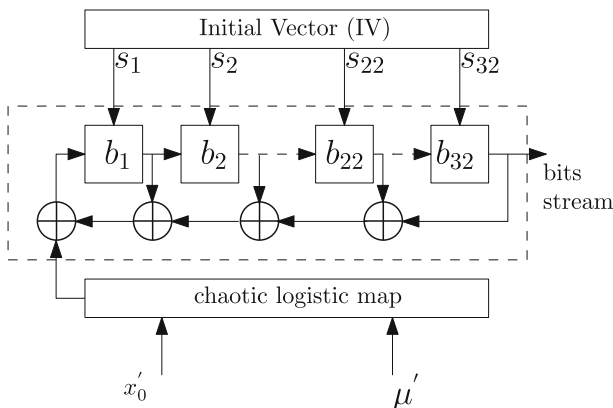 Initial Vector (IV)
s₁ s₂ s₂₂ s₃₂
b₁ b₂ b₂₂ b₃₂
bits
stream
chaotic logistic map
x₀′ μ′